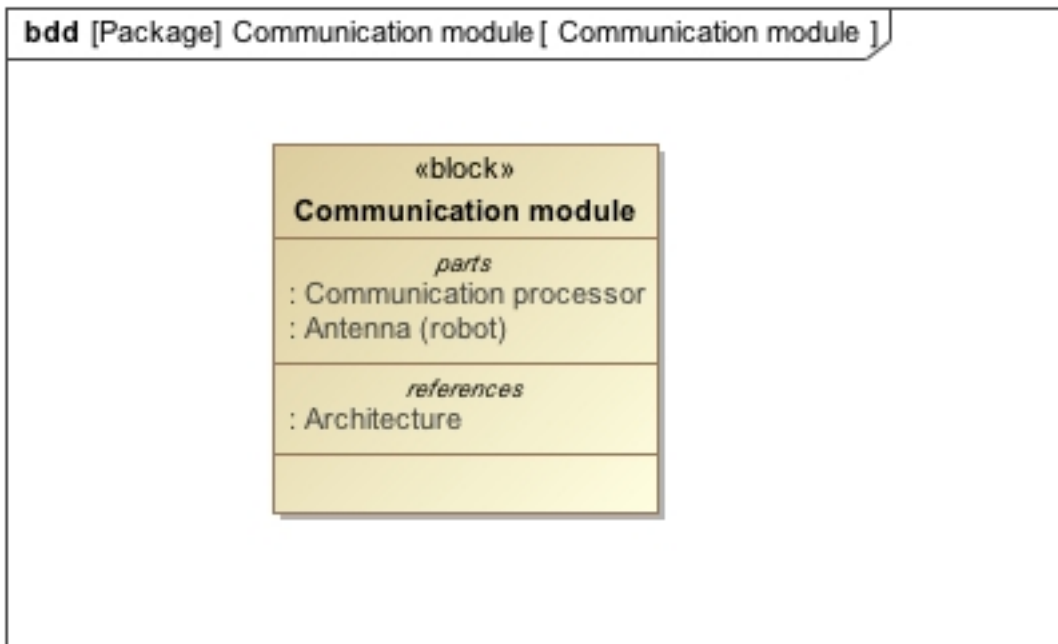 bdd [Package] Communication module [ Communication module ]
«block»
Communication module
parts
: Communication processor
: Antenna (robot)
references
: Architecture